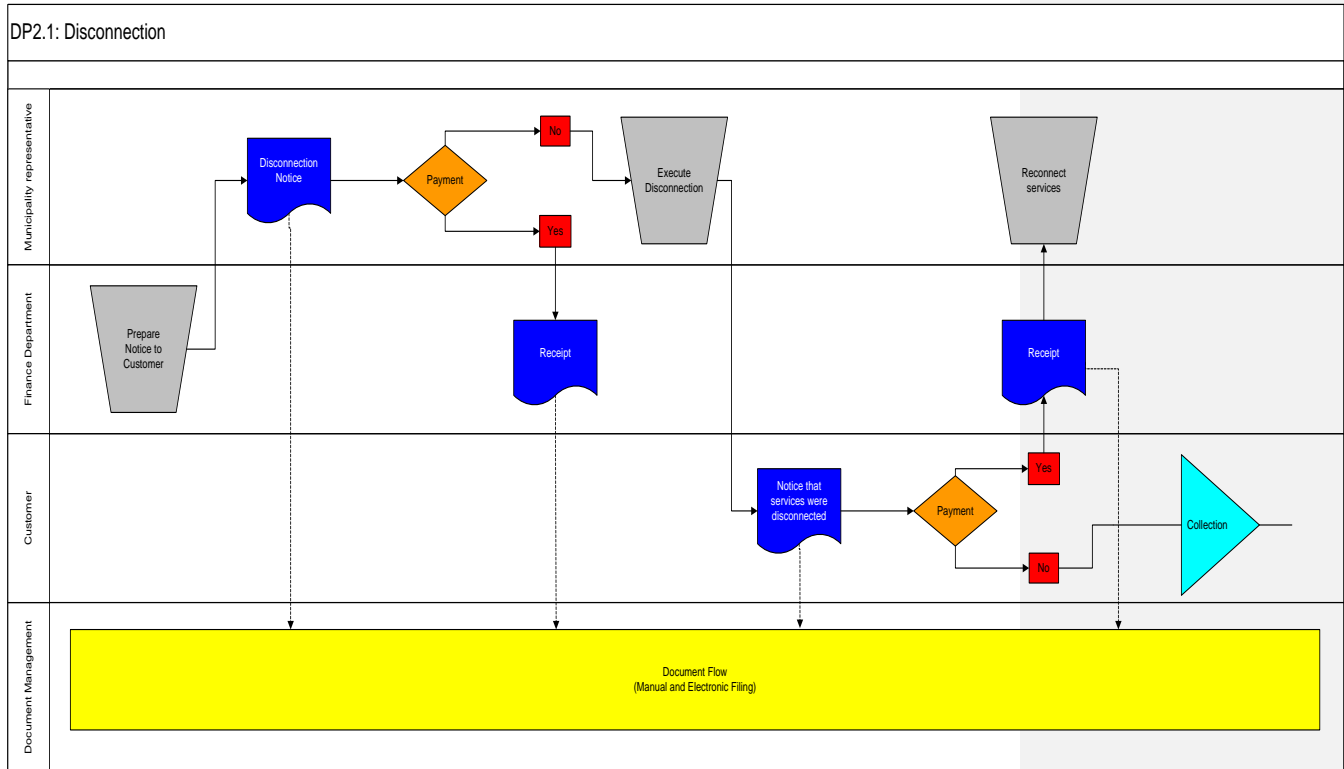 DP2.1: Disconnection
Municipality representative
Disconnection
Notice
Payment
No
Yes
Execute
Disconnection
Reconnect
services
Finance Department
Prepare
Notice to
Customer
Receipt
Receipt
Customer
Notice that
services were
disconnected
Payment
Yes
No
Collection
Document Management
Document Flow
(Manual and Electronic Filing)